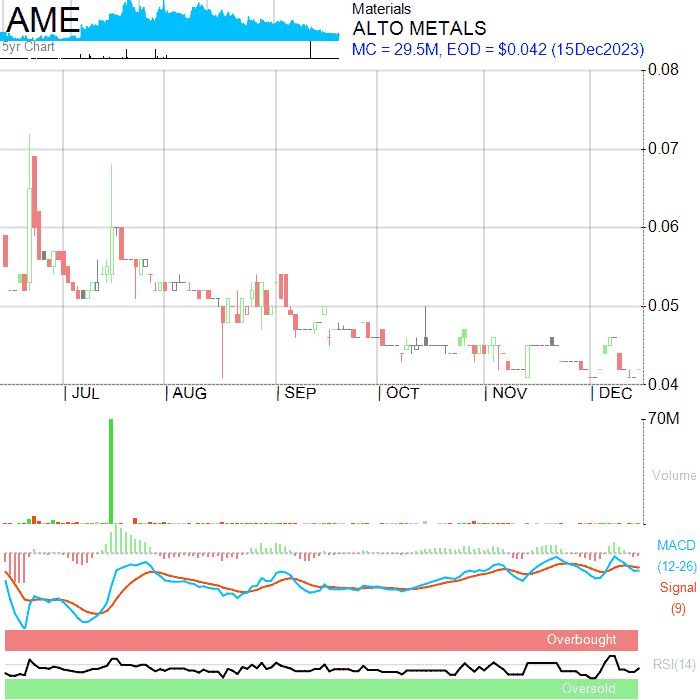 AME
5yr Chart
Materials
ALTO METALS
MC = 29.5M, EOD = $0.042 (15Dec2023)
0.08
0.07
0.06
0.05
0.04
JUL AUG SEP OCT NOV DEC
70M
Volume
MACD
(12-26)
Signal
(9)
Overbought
RSI(14)
Oversold